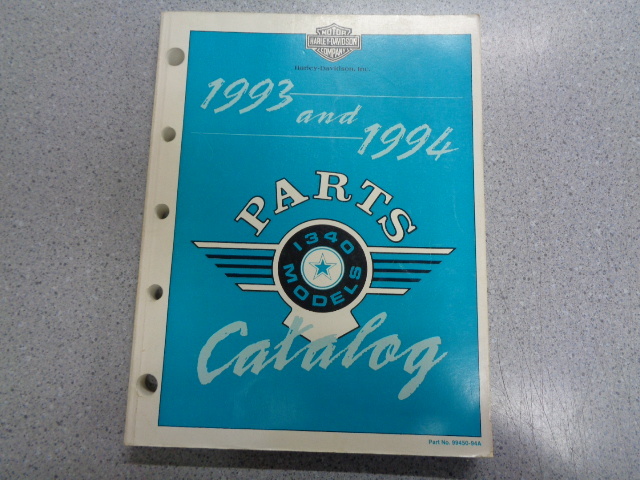 MOTOR
HARLEY-DAVIDSON
COMPANY
Harley-Davidson, Inc.
1993
and
1994
PARTS
1340
MODELS
Catalog
Part No. 99450-94A